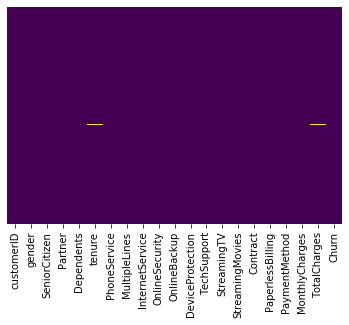 customerID
gender
SeniorCitizen
Partner
Dependents
tenure
PhoneService
MultipleLines
InternetService
OnlineSecurity
OnlineBackup
DeviceProtection
TechSupport
StreamingTV
StreamingMovies
Contract
PaperlessBilling
PaymentMethod
MonthlyCharges
TotalCharges
Churn